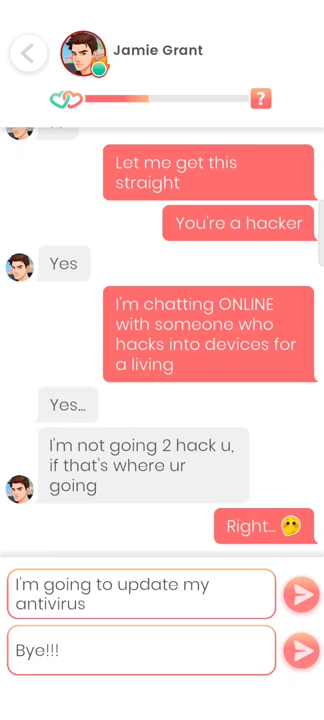 Jamie Grant
?
Let me get this
straight
You're a hacker
Yes
I'm chatting ONLINE
with someone who
hacks into devices for
a living
Yes...
I'm not going 2 hack u,
if that's where ur
going
Right... 🤔
I'm going to update my
antivirus
Bye!!!